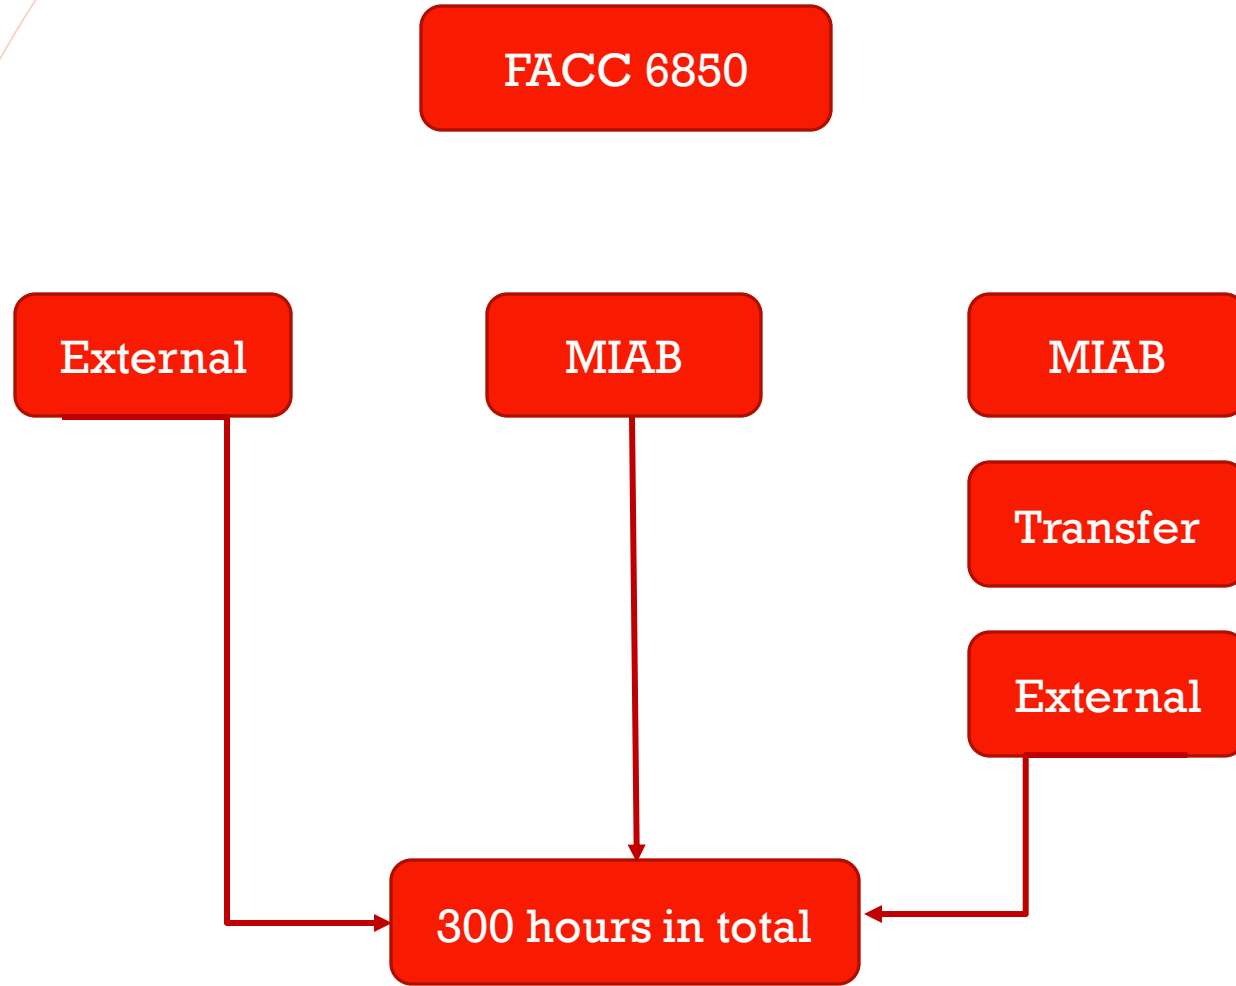 FACC 6850
External
MIAB
MIAB
Transfer
External
300 hours in total